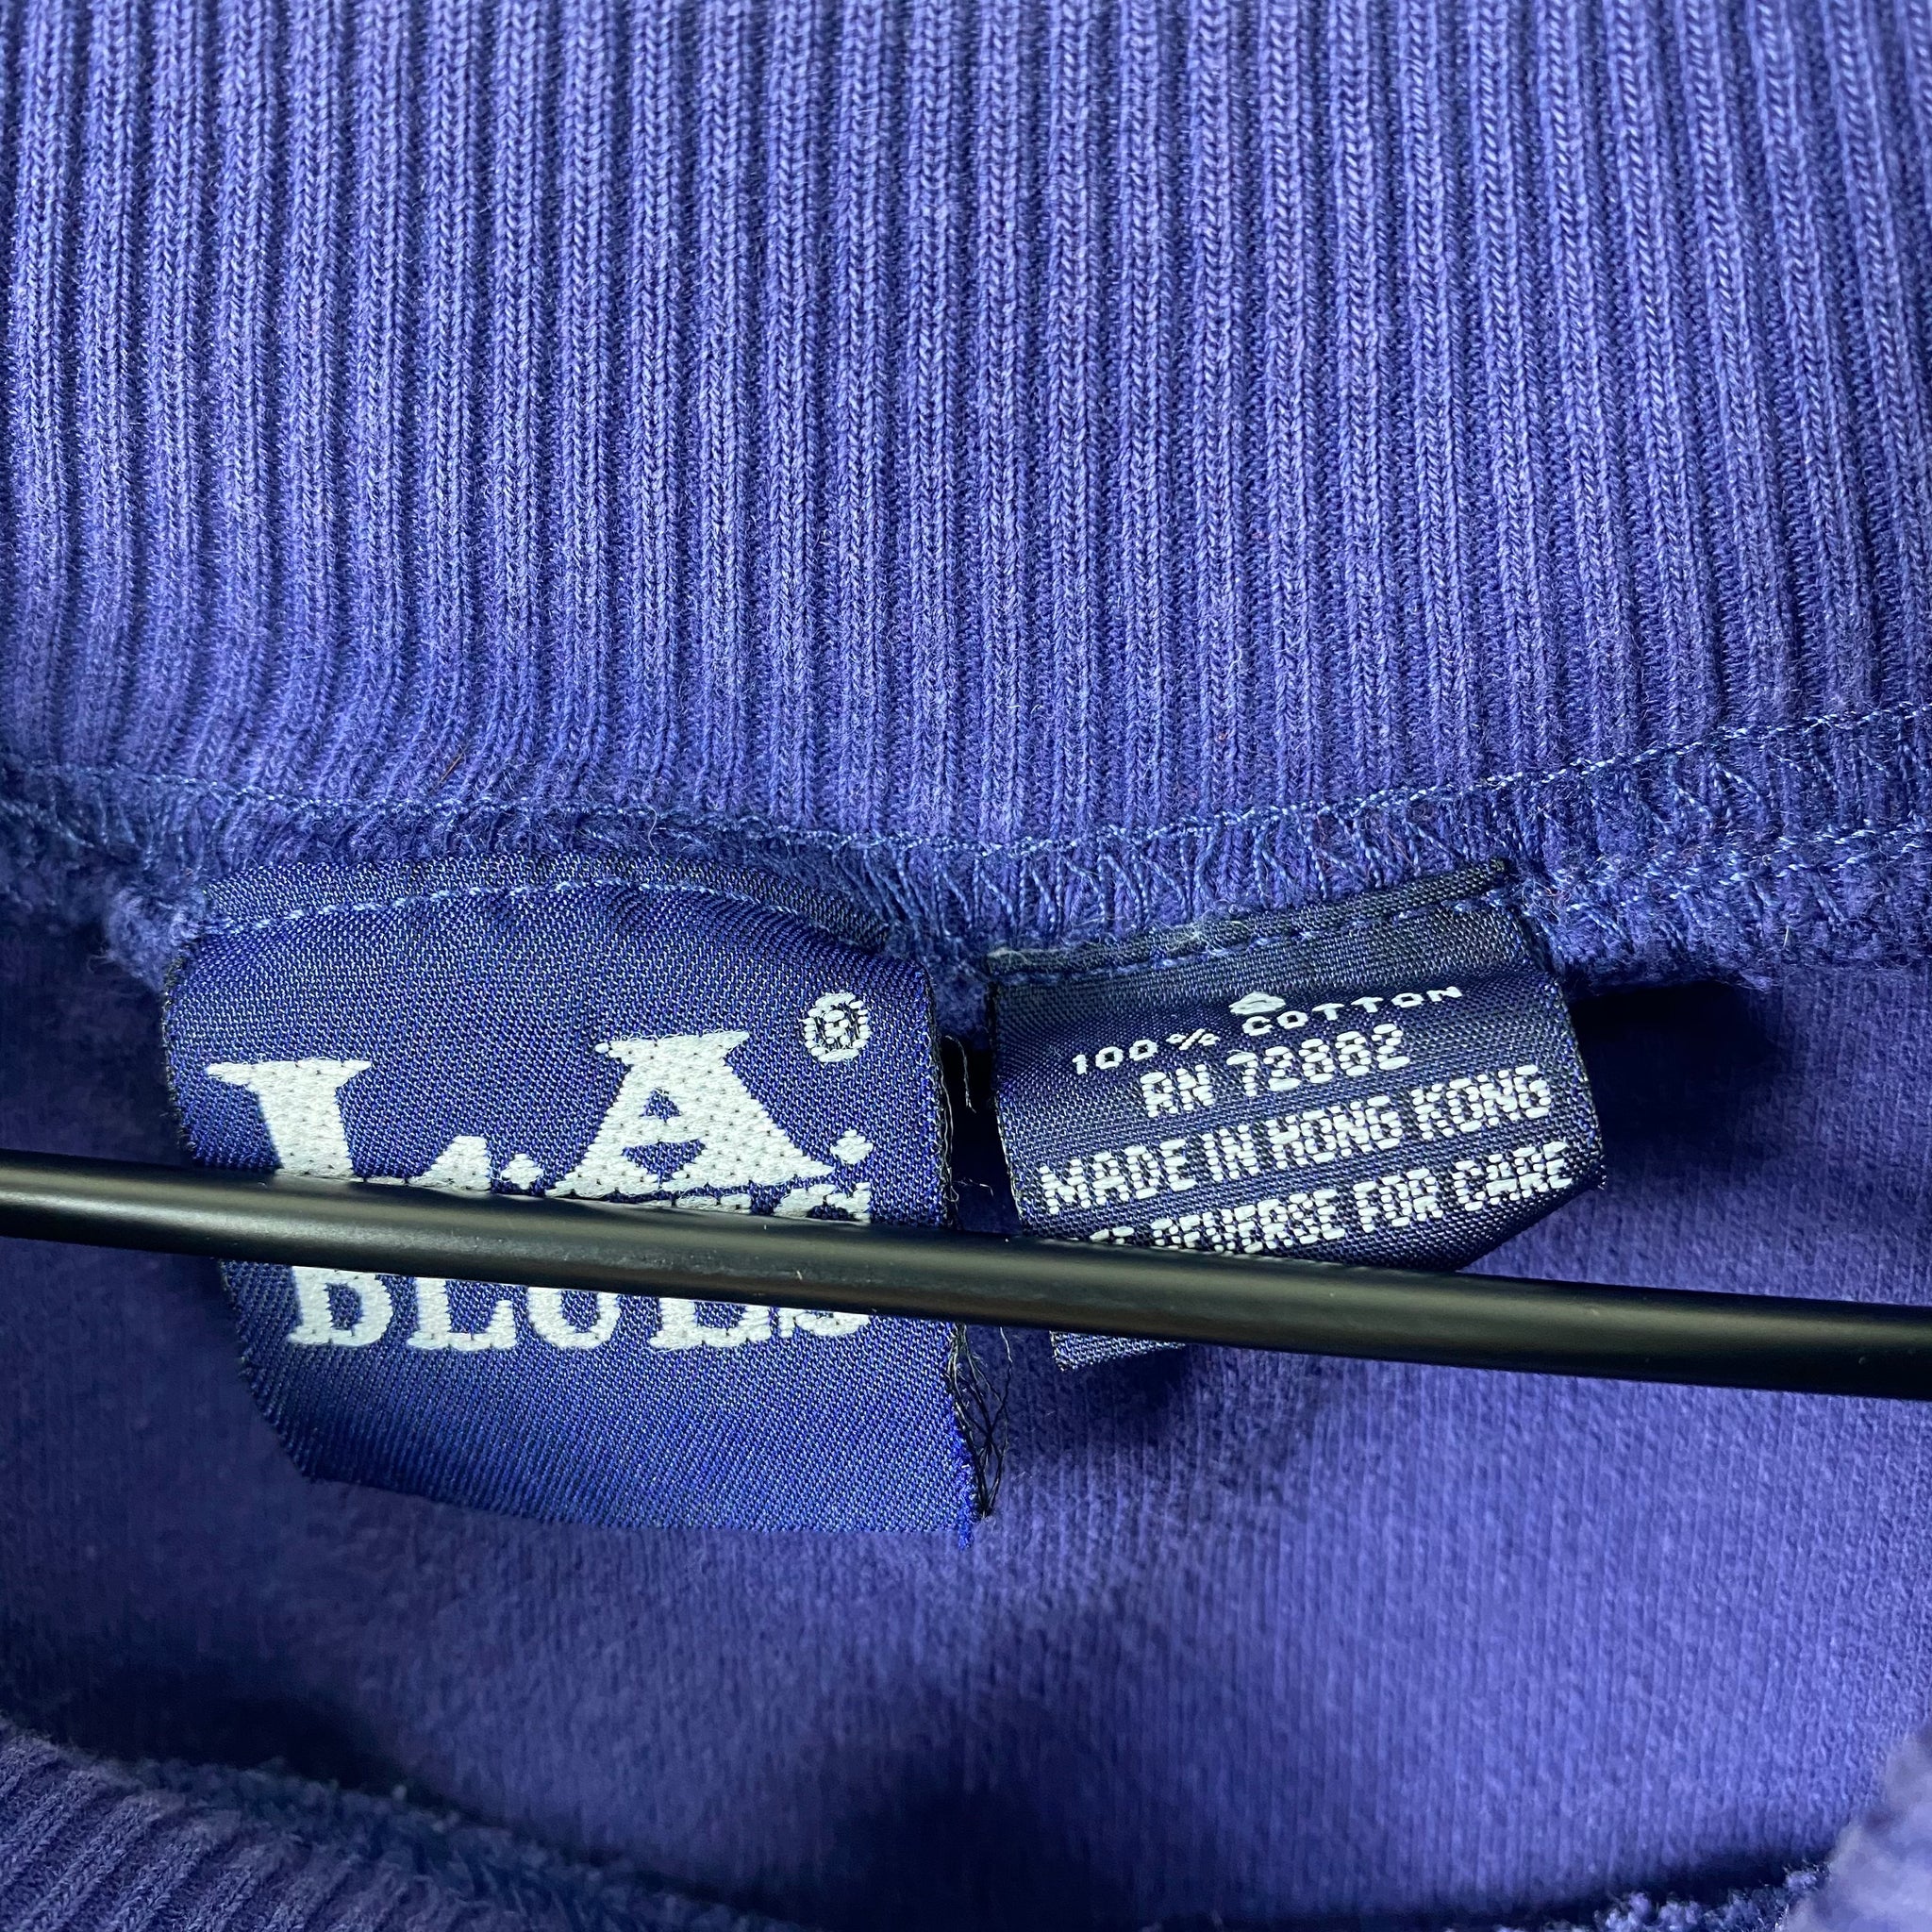 L.A.
BLUES
®
100% COTTON
RN 72882
MADE IN HONG KONG
REVERSE FOR CARE